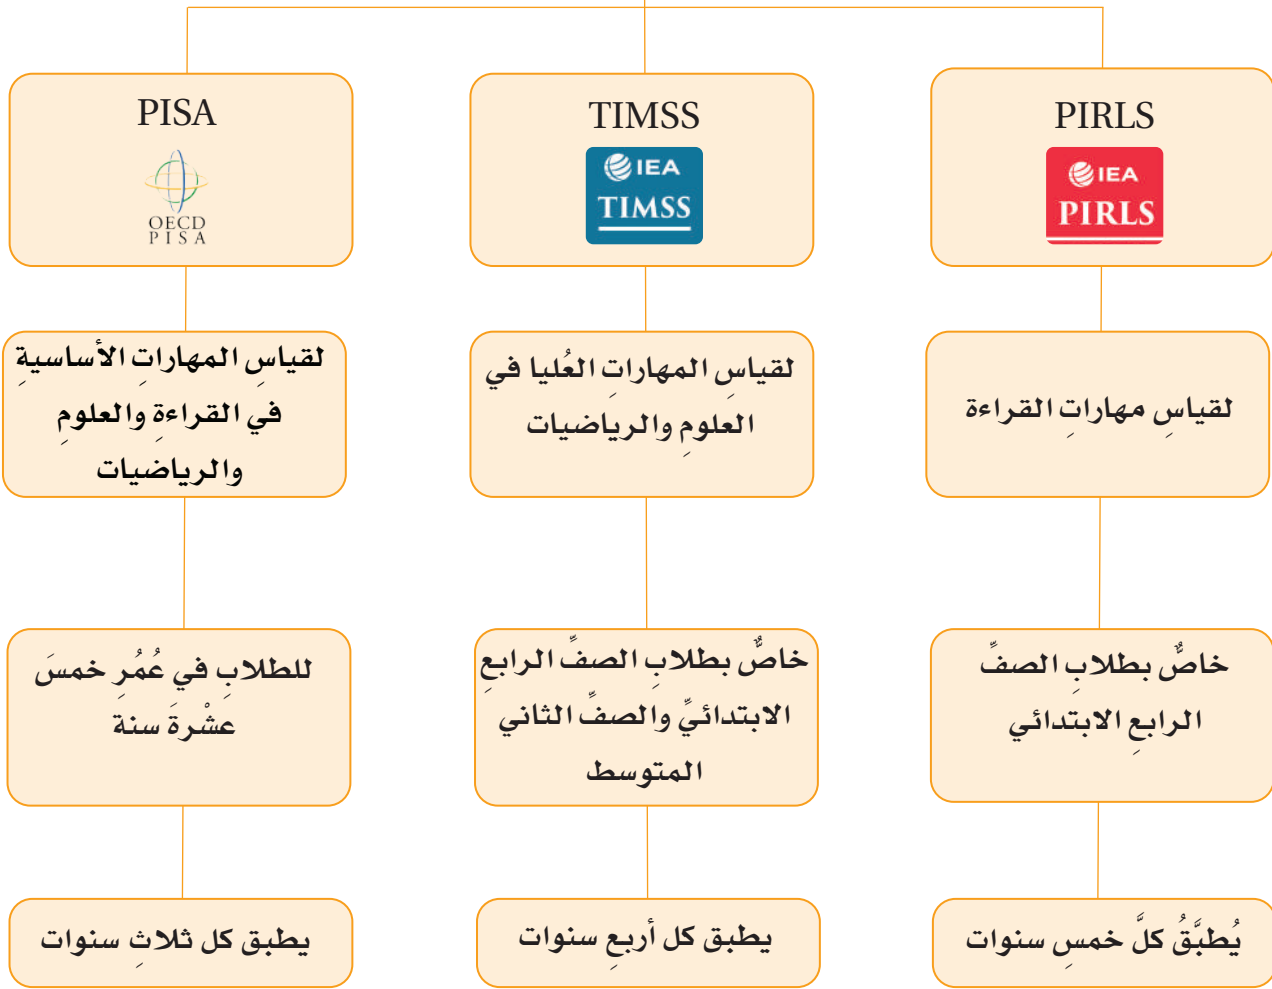 PIRLS
IEA
PIRLS
لقياسِ مهاراتِ القراءة
خاصٌّ بطلابِ الصفِّ
الرابعِ الابتدائي
يُطبَّقُ كلَّ خمسِ سنوات
TIMSS
IEA
TIMSS
لقياسِ المهاراتِ العُليا في
العلومِ والرياضيات
خاصٌّ بطلابِ الصفِّ الرابعِ
الابتدائيِّ والصفِّ الثاني
المتوسط
يطبق كل أربعِ سنوات
PISA
OECD
PISA
لقياسِ المهاراتِ الأساسيةِ
في القراءةِ والعلومِ
والرياضيات
للطلابِ في عُمُرِ خمسَ
عشْرةَ سنة
يطبق كل ثلاثِ سنوات